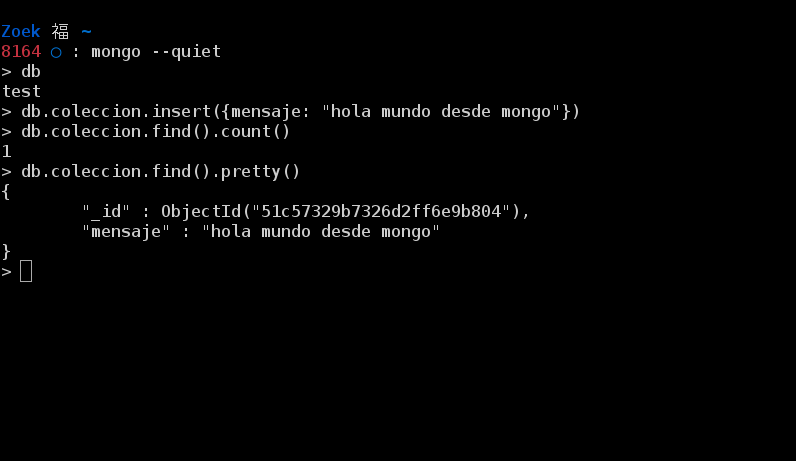 Zoek 福 ~
8164 ○ : mongo --quiet
> db
test
> db.coleccion.insert({mensaje: "hola mundo desde mongo"})
> db.coleccion.find().count()
1
> db.coleccion.find().pretty()
{
        "_id" : ObjectId("51c57329b7326d2ff6e9b804"),
        "mensaje" : "hola mundo desde mongo"
}
>